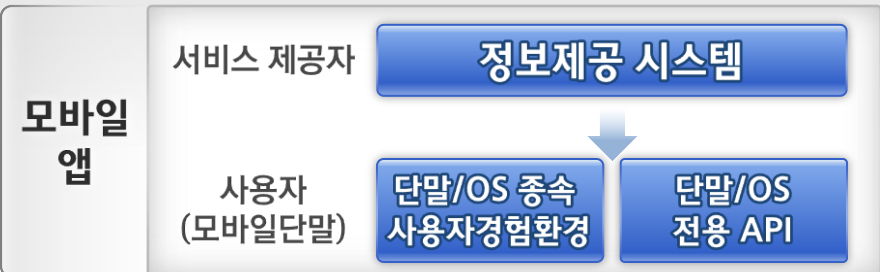 모바일
앱
서비스 제공자
정보제공 시스템
사용자
(모바일단말)
단말/OS 종속
사용자경험환경
단말/OS
전용 API